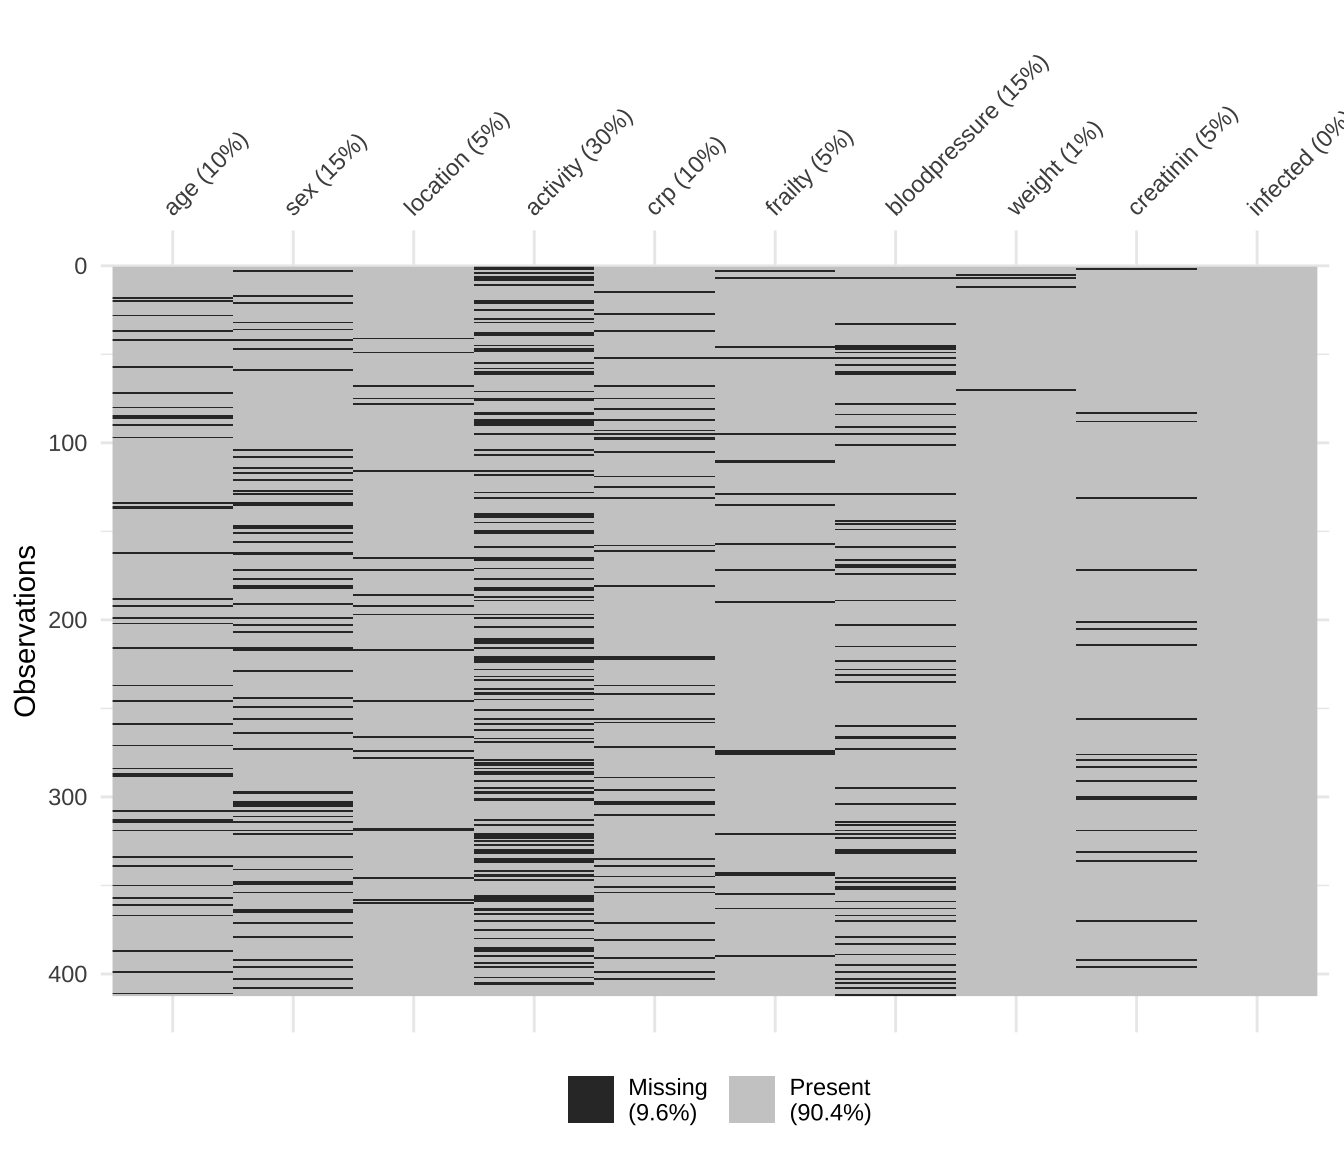 age (10%)
sex (15%)
location (5%)
activity (30%)
crp (10%)
frailty (5%)
bloodpressure (15%)
weight (1%)
creatinin (5%)
infected (0%
0
100
200
300
400
Observations
Missing
(9.6%)
Present
(90.4%)